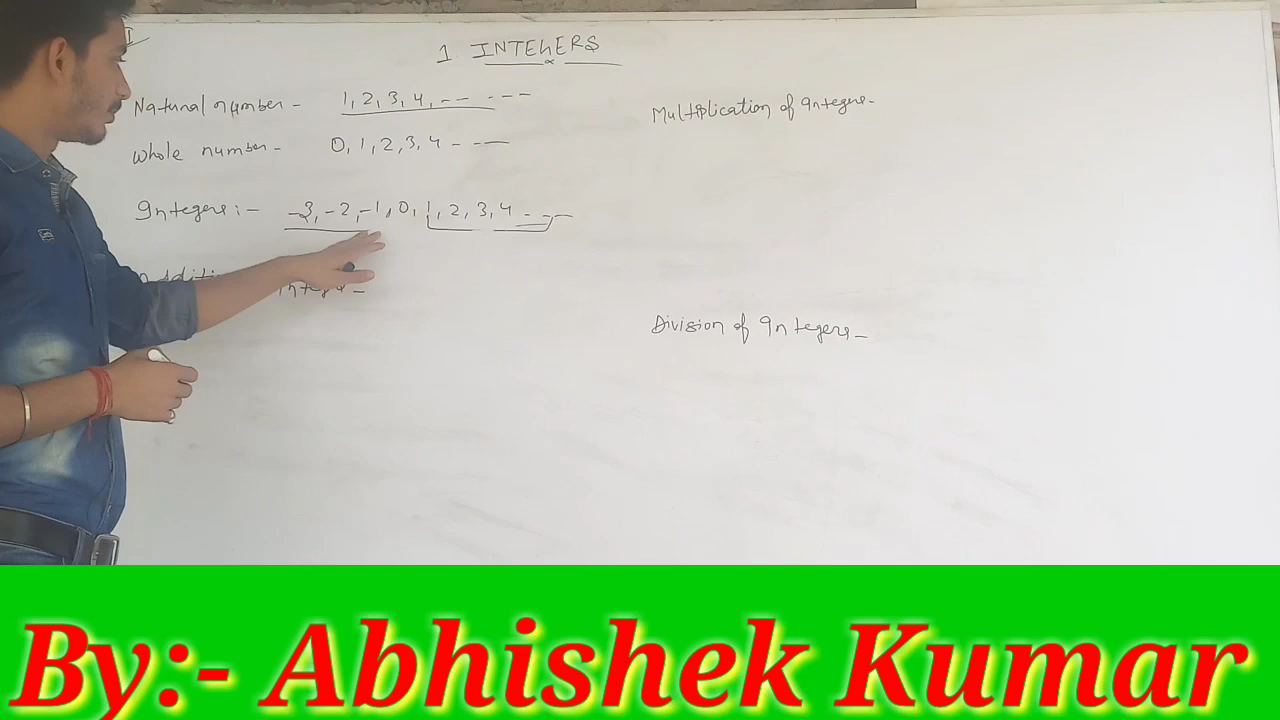 I
1 INTEGERS
Natural number - 1, 2, 3, 4, -- - - - -
Whole number - 0, 1, 2, 3, 4 - - —
Integers :- -3, -2, -1, 0, 1, 2, 3, 4 - - —
Integers -
Multiplication of Integers -
Division of Integers -
By:- Abhishek Kumar